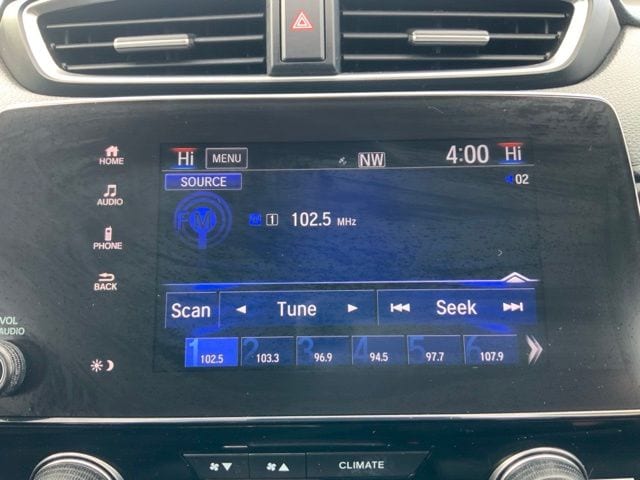 Hi MENU NW 4:00 Hi
HOME
SOURCE 02
AUDIO
FM 1 102.5 MHz
PHONE
BACK
Scan Tune Seek
VOL
AUDIO
1 102.5 2 103.3 3 96.9 4 94.5 5 97.7 6 107.9
CLIMATE